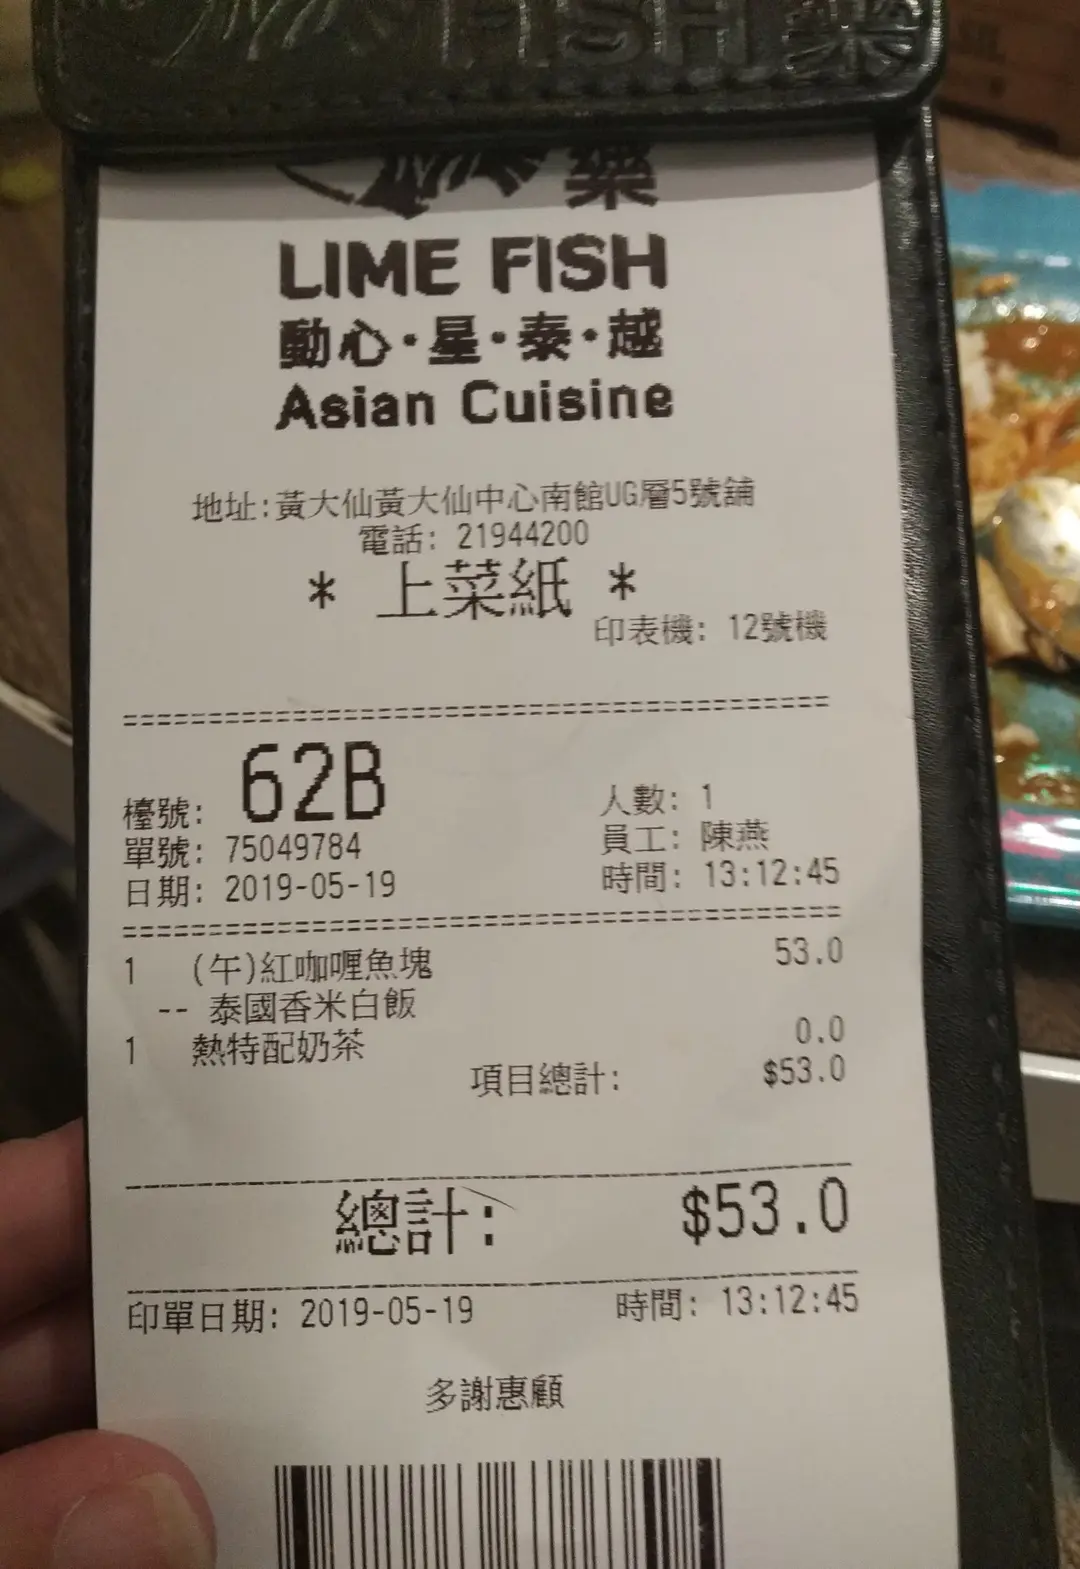 FISH 樂
樂
LIME FISH
動心·星·泰·越
Asian Cuisine
地址:黃大仙黃大仙中心南館UG層5號舖
電話: 21944200
* 上菜紙 *
印表機: 12號機
檯號: 62B 人數: 1
單號: 75049784 員工: 陳燕
日期: 2019-05-19 時間: 13:12:45
1 (午)紅咖喱魚塊 53.0
-- 泰國香米白飯
1 熱特配奶茶 0.0
項目總計: $53.0
總計: $53.0
印單日期: 2019-05-19 時間: 13:12:45
多謝惠顧